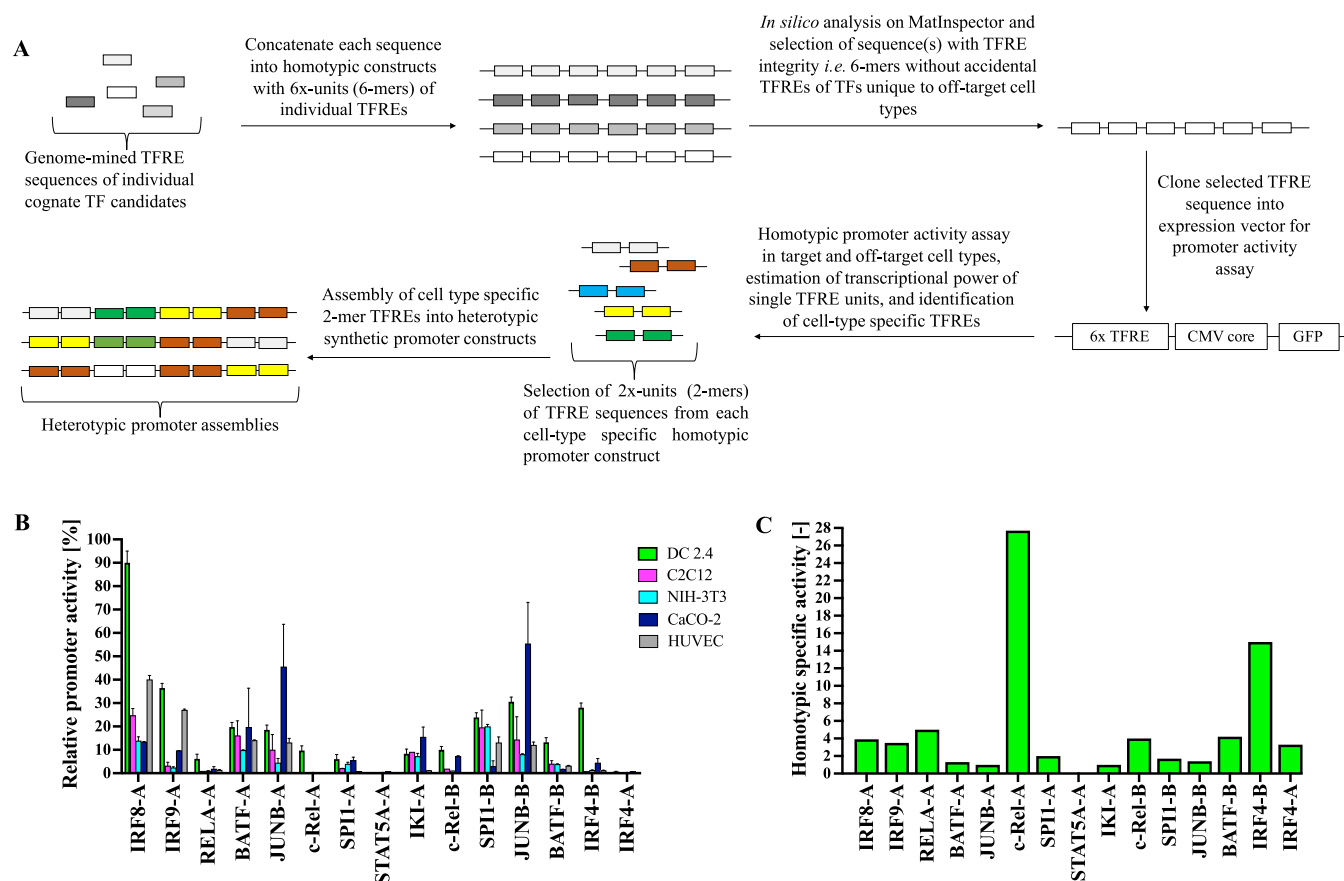 A
Genome-mined TFRE
sequences of individual
cognate TF candidates
Concatenate each sequence
into homotypic constructs
with 6x-units (6-mers) of
individual TFREs
In silico analysis on MatInspector and
selection of sequence(s) with TFRE
integrity i.e. 6-mers without accidental
TFREs of TFs unique to off-target cell
types
Clone selected TFRE
sequence into
expression vector for
promoter activity
assay
6x TFRE
CMV core
GFP
Homotypic promoter activity assay
in target and off-target cell types,
estimation of transcriptional power of
single TFRE units, and identification
of cell-type specific TFREs
Selection of 2x-units (2-mers)
of TFRE sequences from each
cell-type specific homotypic
promoter construct
Assembly of cell type specific
2-mer TFREs into heterotypic
synthetic promoter constructs
Heterotypic promoter assemblies
B
Relative promoter activity [%]
100
90
80
70
60
50
40
30
20
10
0
DC 2.4
C2C12
NIH-3T3
CaCO-2
HUVEC
IRF8-A
IRF9-A
RELA-A
BATF-A
JUNB-A
c-Rel-A
SPI1-A
STAT5A-A
IKI-A
c-Rel-B
SPI1-B
JUNB-B
BATF-B
IRF4-B
IRF4-A
C
Homotypic specific activity [-]
28
26
24
22
20
18
16
14
12
10
8
6
4
2
0
IRF8-A
IRF9-A
RELA-A
BATF-A
JUNB-A
c-Rel-A
SPI1-A
STAT5A-A
IKI-A
c-Rel-B
SPI1-B
JUNB-B
BATF-B
IRF4-B
IRF4-A